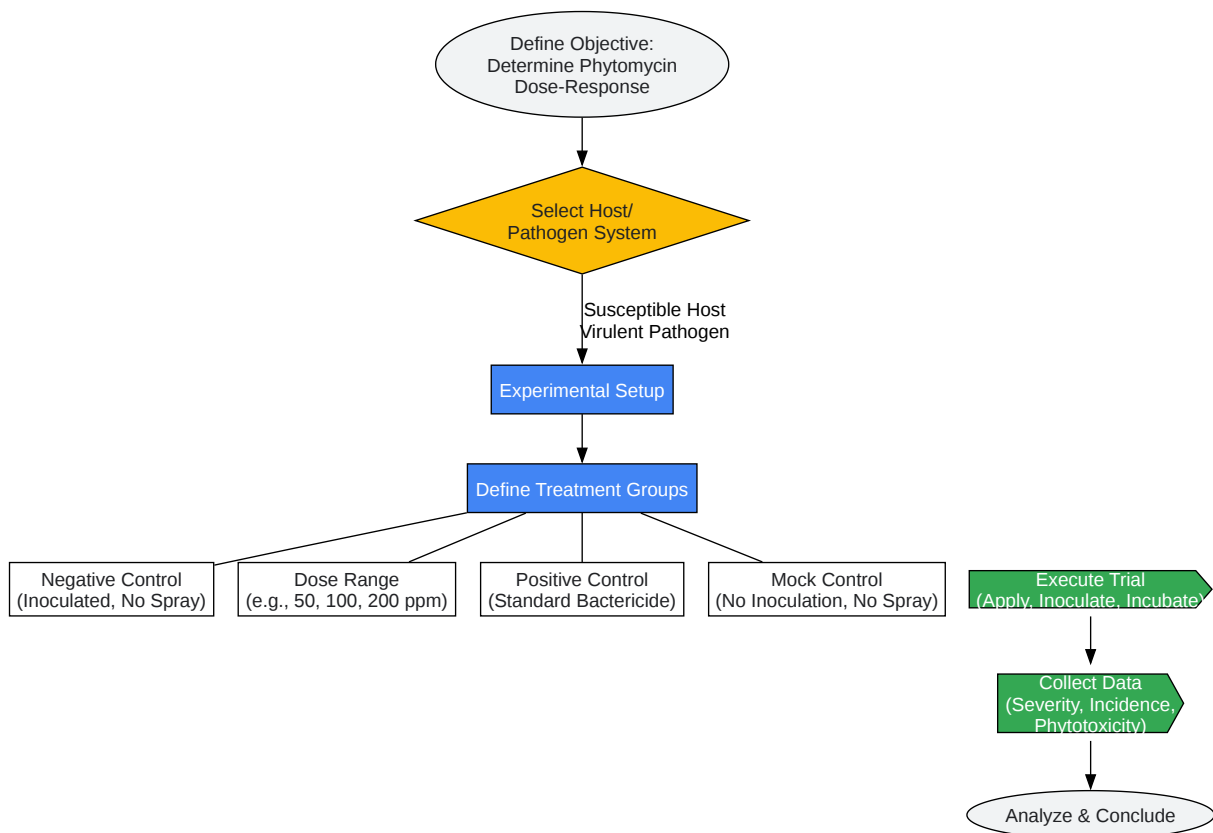 Define Objective:
Determine Phytomycin
Dose-Response
Select Host/
Pathogen System
Susceptible Host
Virulent Pathogen
Experimental Setup
Define Treatment Groups
Negative Control
(Inoculated, No Spray)
Dose Range
(e.g., 50, 100, 200 ppm)
Positive Control
(Standard Bactericide)
Mock Control
(No Inoculation, No Spray)
Execute Trial
(Apply, Inoculate, Incubate)
Collect Data
(Severity, Incidence,
Phytotoxicity)
Analyze & Conclude